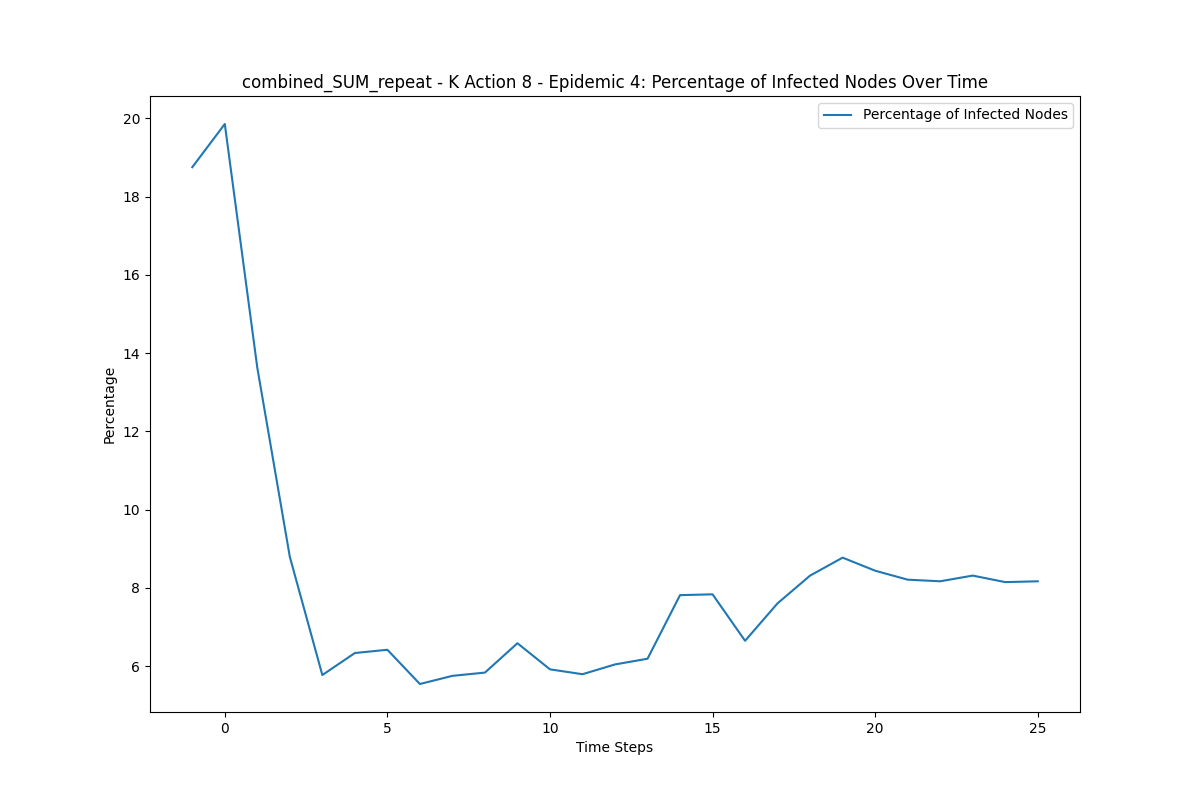 combined_SUM_repeat - K Action 8 - Epidemic 4: Percentage of Infected Nodes Over Time
Percentage of Infected Nodes
Percentage
20
18
16
14
12
10
8
6
0 5 10 15 20 25
Time Steps